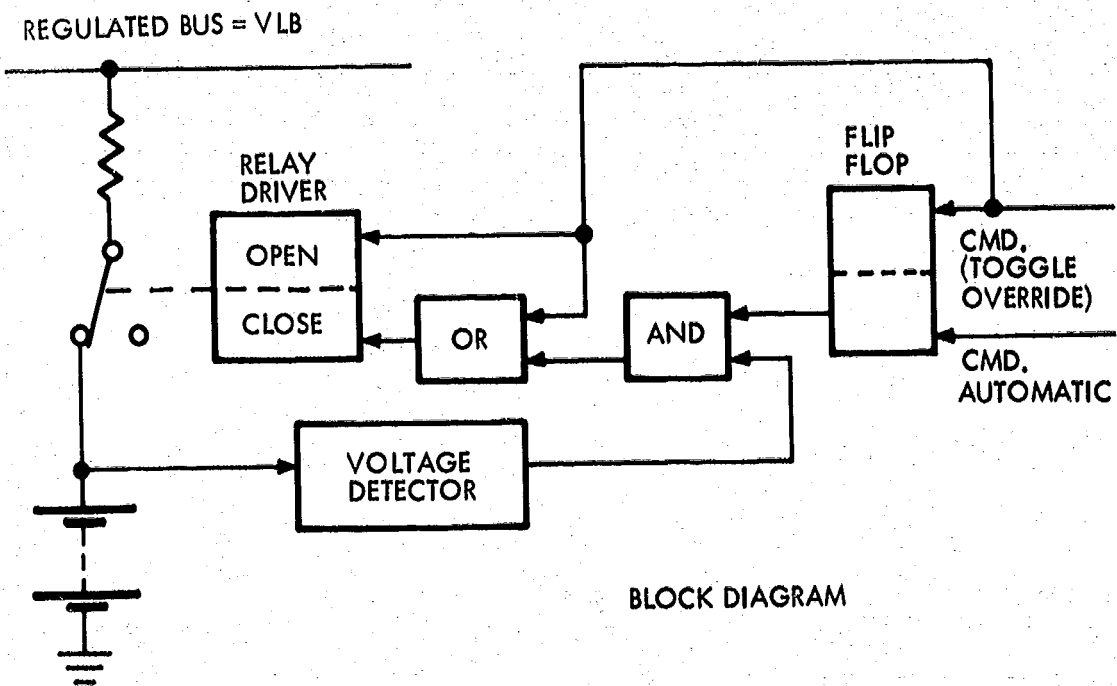 REGULATED BUS = VLB
FLIP
FLOP
RELAY
DRIVER
OPEN
CLOSE
OR
AND
CMD.
(TOGGLE
OVERRIDE)
CMD.
AUTOMATIC
VOLTAGE
DETECTOR
BLOCK DIAGRAM